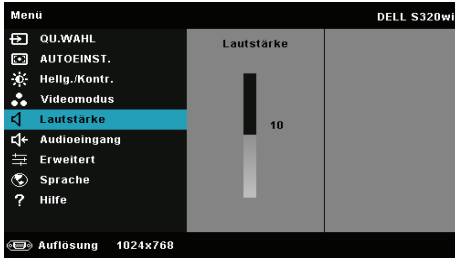 Menü DELL S320wi
QU.WAHL
AUTOEINST.
Hellg./Kontr.
Videomodus
Lautstärke
Audioeingang
Erweitert
Sprache
? Hilfe
Lautstärke
10
Auflösung 1024x768